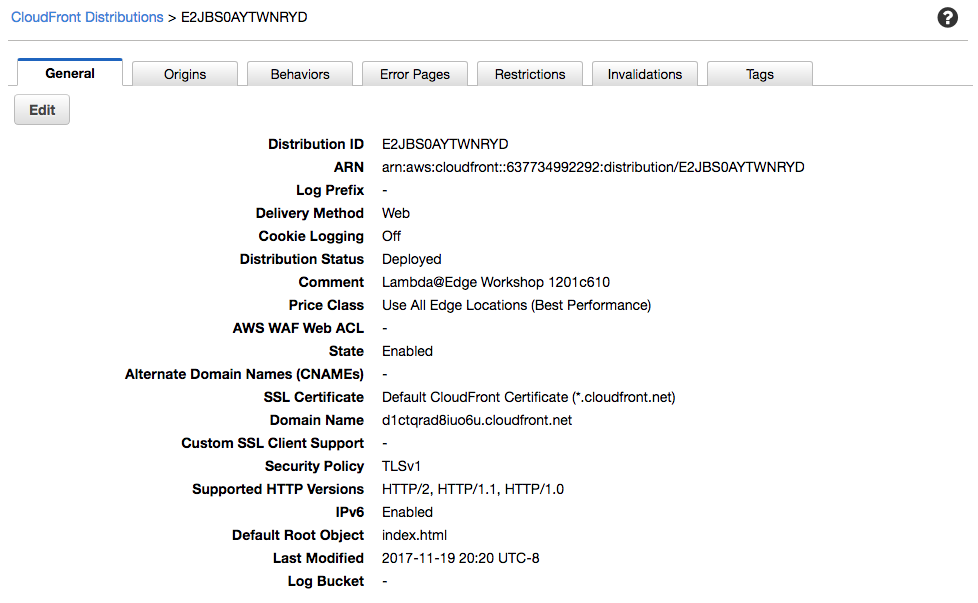 CloudFront Distributions > E2JBS0AYTWNRYD
?
General Origins Behaviors Error Pages Restrictions Invalidations Tags
Edit
Distribution ID E2JBS0AYTWNRYD
ARN arn:aws:cloudfront::637734992292:distribution/E2JBS0AYTWNRYD
Log Prefix -
Delivery Method Web
Cookie Logging Off
Distribution Status Deployed
Comment Lambda@Edge Workshop 1201c610
Price Class Use All Edge Locations (Best Performance)
AWS WAF Web ACL -
State Enabled
Alternate Domain Names (CNAMEs) -
SSL Certificate Default CloudFront Certificate (*.cloudfront.net)
Domain Name d1ctqrad8iuo6u.cloudfront.net
Custom SSL Client Support -
Security Policy TLSv1
Supported HTTP Versions HTTP/2, HTTP/1.1, HTTP/1.0
IPv6 Enabled
Default Root Object index.html
Last Modified 2017-11-19 20:20 UTC-8
Log Bucket -